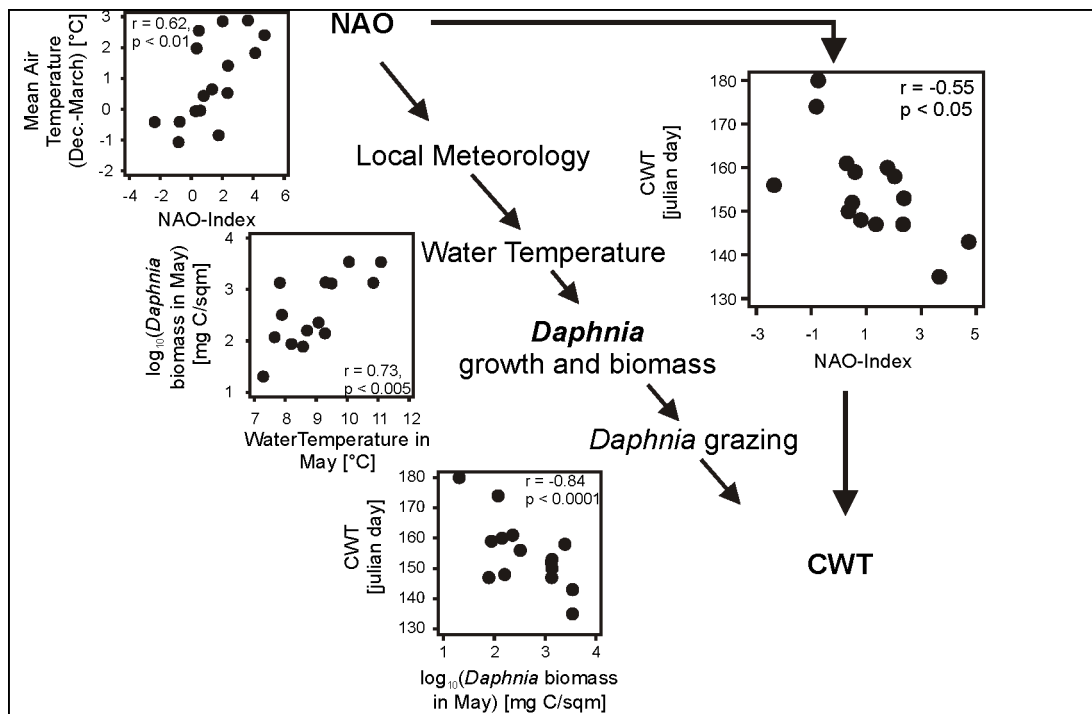 NAO
r = 0.62,
p < 0.01
Mean Air
Temperature
(Dec.-March) [°C]
3
2
1
0
-1
-2
-4
-2
0
2
4
6
NAO-Index
Local Meteorology
r = -0.55
p < 0.05
CWT
[julian day]
180
170
160
150
140
130
-3
-1
1
3
5
NAO-Index
Water Temperature
log₁₀(Daphnia
biomass in May)
[mg C/sqm]
4
3
2
1
r = 0.73,
p < 0.005
7
8
9
10
11
12
WaterTemperature in
May [°C]
Daphnia
growth and biomass
Daphnia grazing
CWT
[julian day]
180
170
160
150
140
130
r = -0.84
p < 0.0001
1
2
3
4
log₁₀(Daphnia biomass
in May) [mg C/sqm]
CWT